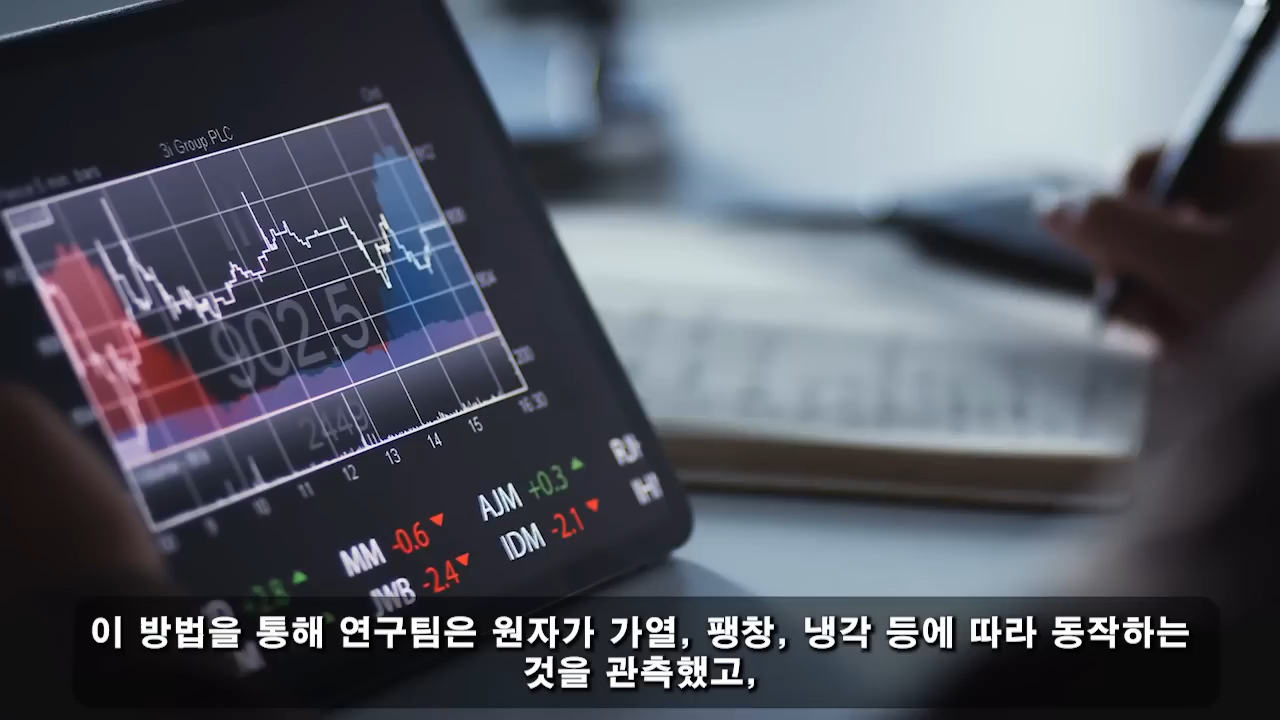 3i Group PLC
902.5
2449
16:30
9
10
11
12
13
14
15
AJM +0.3
MM -0.6
IDM -2.1
JWB -2.4
이 방법을 통해 연구팀은 원자가 가열, 팽창, 냉각 등에 따라 동작하는
것을 관측했고,